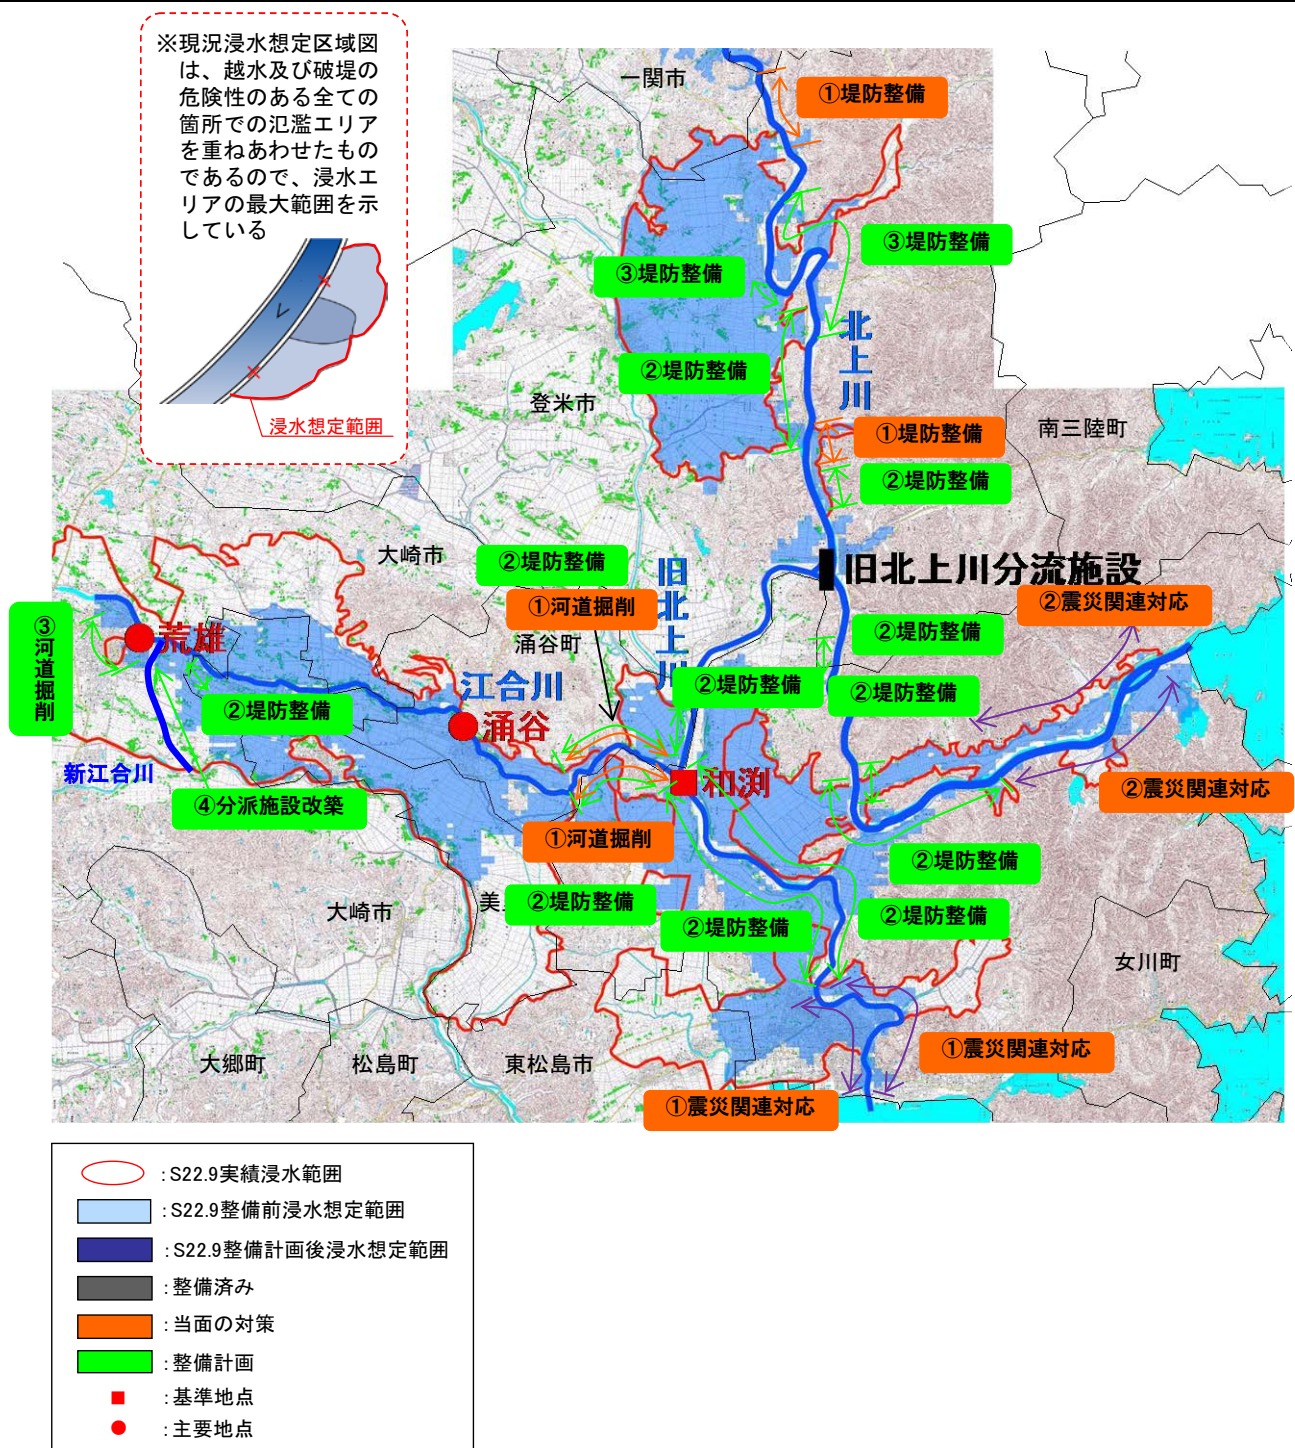 ※現況浸水想定区域図
は、越水及び破堤の
危険性のある全ての
箇所での氾濫エリア
を重ねあわせたもの
であるので、浸水エ
リアの最大範囲を示
している
浸水想定範囲
一関市
①堤防整備
③堤防整備
③堤防整備
北上川
②堤防整備
登米市
①堤防整備
南三陸町
②堤防整備
大崎市
②堤防整備
旧北上川
旧北上川分流施設
①河道掘削
②震災関連対応
③河道掘削
荒雄
涌谷町
②堤防整備
江合川
②堤防整備
②堤防整備
②堤防整備
涌谷
新江合川
和渕
②震災関連対応
④分派施設改築
①河道掘削
②堤防整備
大崎市
美
②堤防整備
②堤防整備
②堤防整備
女川町
大郷町
松島町
東松島市
①震災関連対応
①震災関連対応
:S22.9実績浸水範囲
:S22.9整備前浸水想定範囲
:S22.9整備計画後浸水想定範囲
:整備済み
:当面の対策
:整備計画
:基準地点
:主要地点